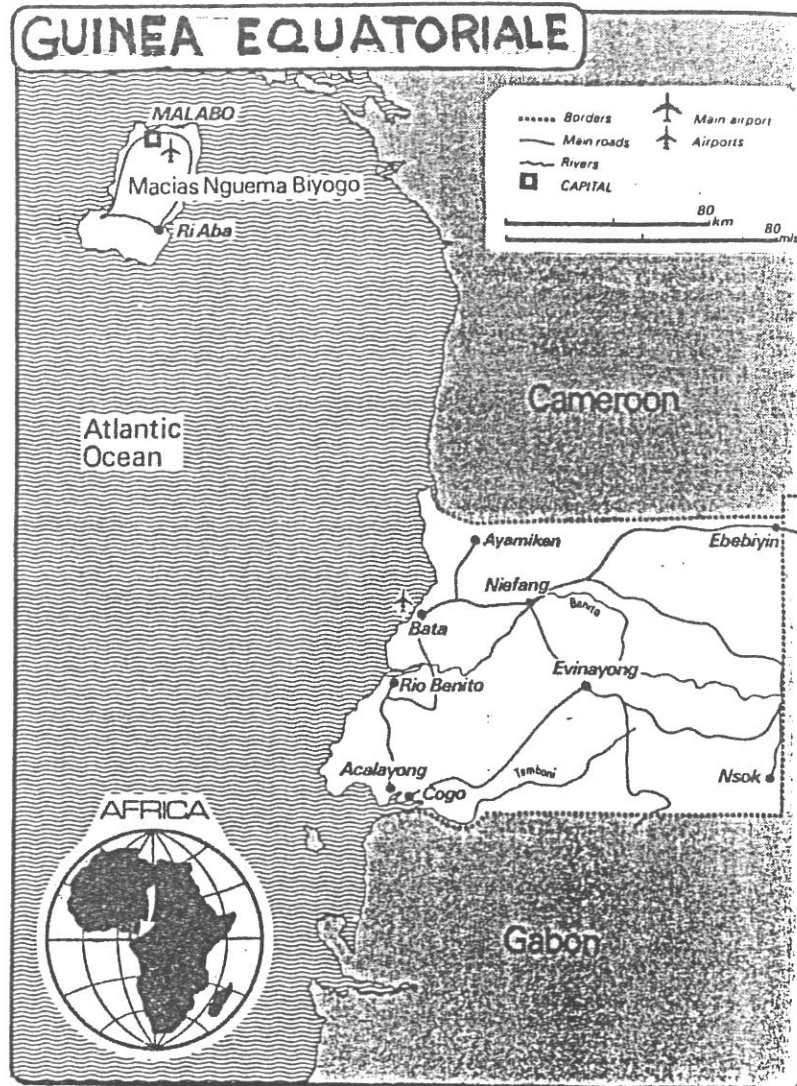 GUINEA EQUATORIALE
Borders
Main airport
Main roads
Airports
Rivers
CAPITAL
80
km
80
mls
MALABO
Macias Nguema Biyogo
Ri Aba
Cameroon
Atlantic
Ocean
Ayamiken
Ebebiyin
Niefang
Benito
Bata
Evinayong
Rio Benito
Acalayong
Temboni
Nsok
Cogo
AFRICA
Gabon